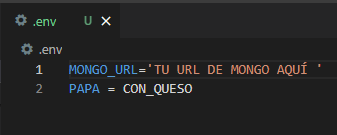 .env U ×
.env
1 MONGO_URL='TU URL DE MONGO AQUÍ '
2 PAPA = CON_QUESO